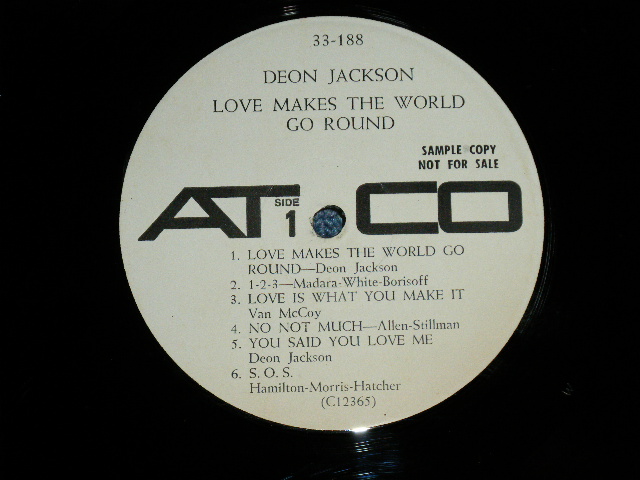 33-188
DEON JACKSON
LOVE MAKES THE WORLD
GO ROUND
SAMPLE COPY
NOT FOR SALE
ATCO
SIDE
1
1. LOVE MAKES THE WORLD GO
ROUND—Deon Jackson
2. 1-2-3—Madara-White-Borisoff
3. LOVE IS WHAT YOU MAKE IT
Van McCoy
4. NO NOT MUCH—Allen-Stillman
5. YOU SAID YOU LOVE ME
Deon Jackson
6. S.O.S.
Hamilton-Morris-Hatcher
(C12365)